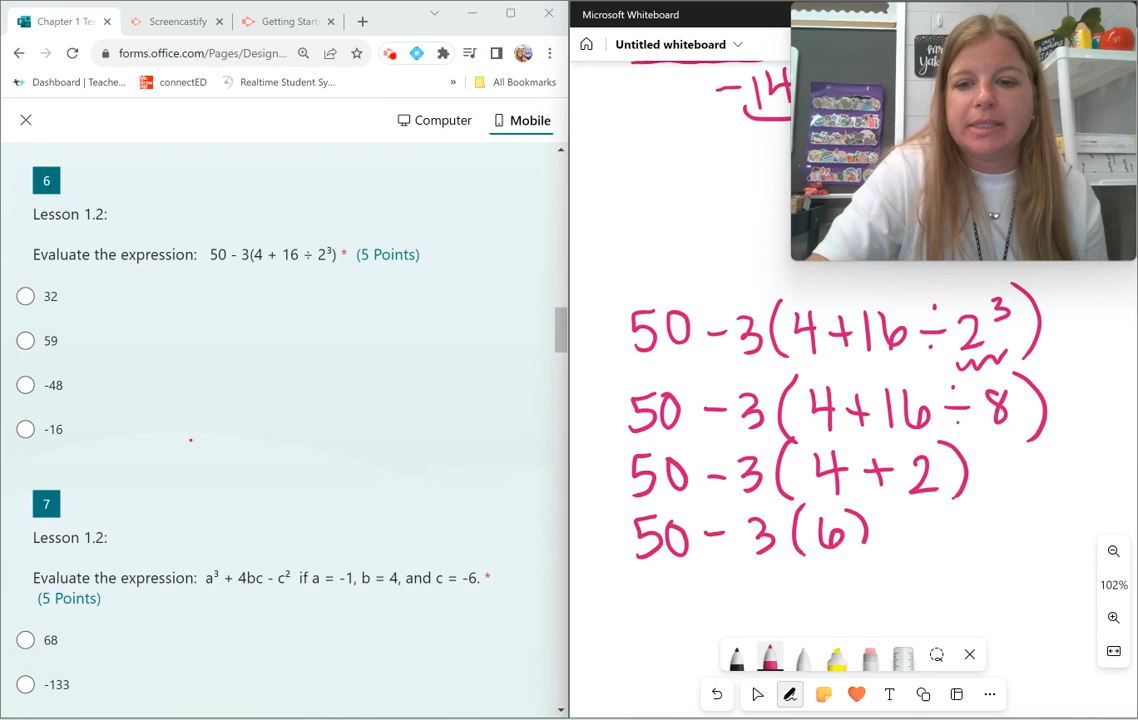 Chapter 1 Te
Screencastify
Getting Start
forms.office.com/Pages/Design...
Dashboard | Teache...
connectED
Realtime Student Sy...
»
All Bookmarks
Computer
Mobile
6
Lesson 1.2:
Evaluate the expression: 50 - 3(4 + 16 ÷ 2³) * (5 Points)
32
59
-48
-16
7
Lesson 1.2:
Evaluate the expression: a³ + 4bc - c² if a = -1, b = 4, and c = -6. *
(5 Points)
68
-133
Microsoft Whiteboard
Untitled whiteboard
-14
50 - 3(4 + 16 ÷ 2³)
50 - 3(4 + 16 ÷ 8)
50 - 3(4 + 2)
50 - 3(6)
102%
T